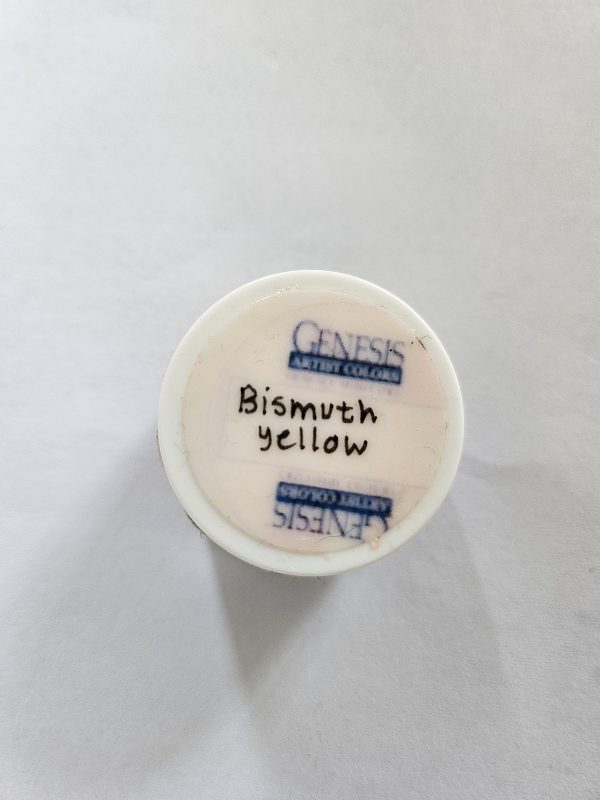 GENESIS
ARTIST COLORS
Bismuth
yellow
ARTIST COLORS
GENESIS